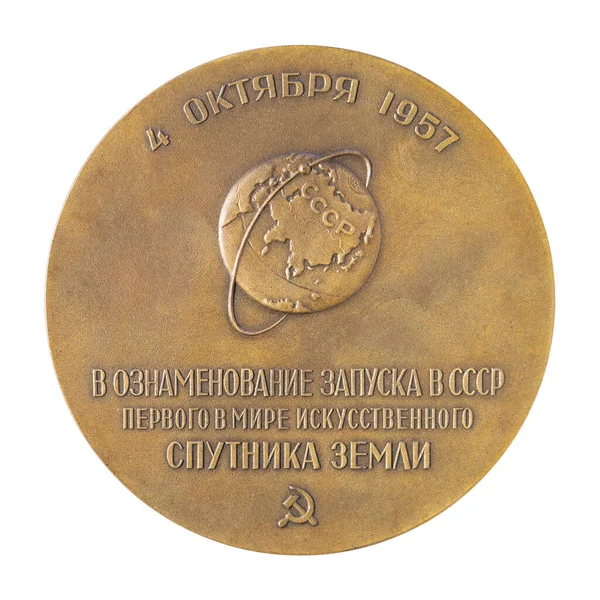 4 ОКТЯБРЯ 1957
СССР
В ОЗНАМЕНОВАНИЕ ЗАПУСКА В СССР
ПЕРВОГО В МИРЕ ИСКУССТВЕННОГО
СПУТНИКА ЗЕМЛИ